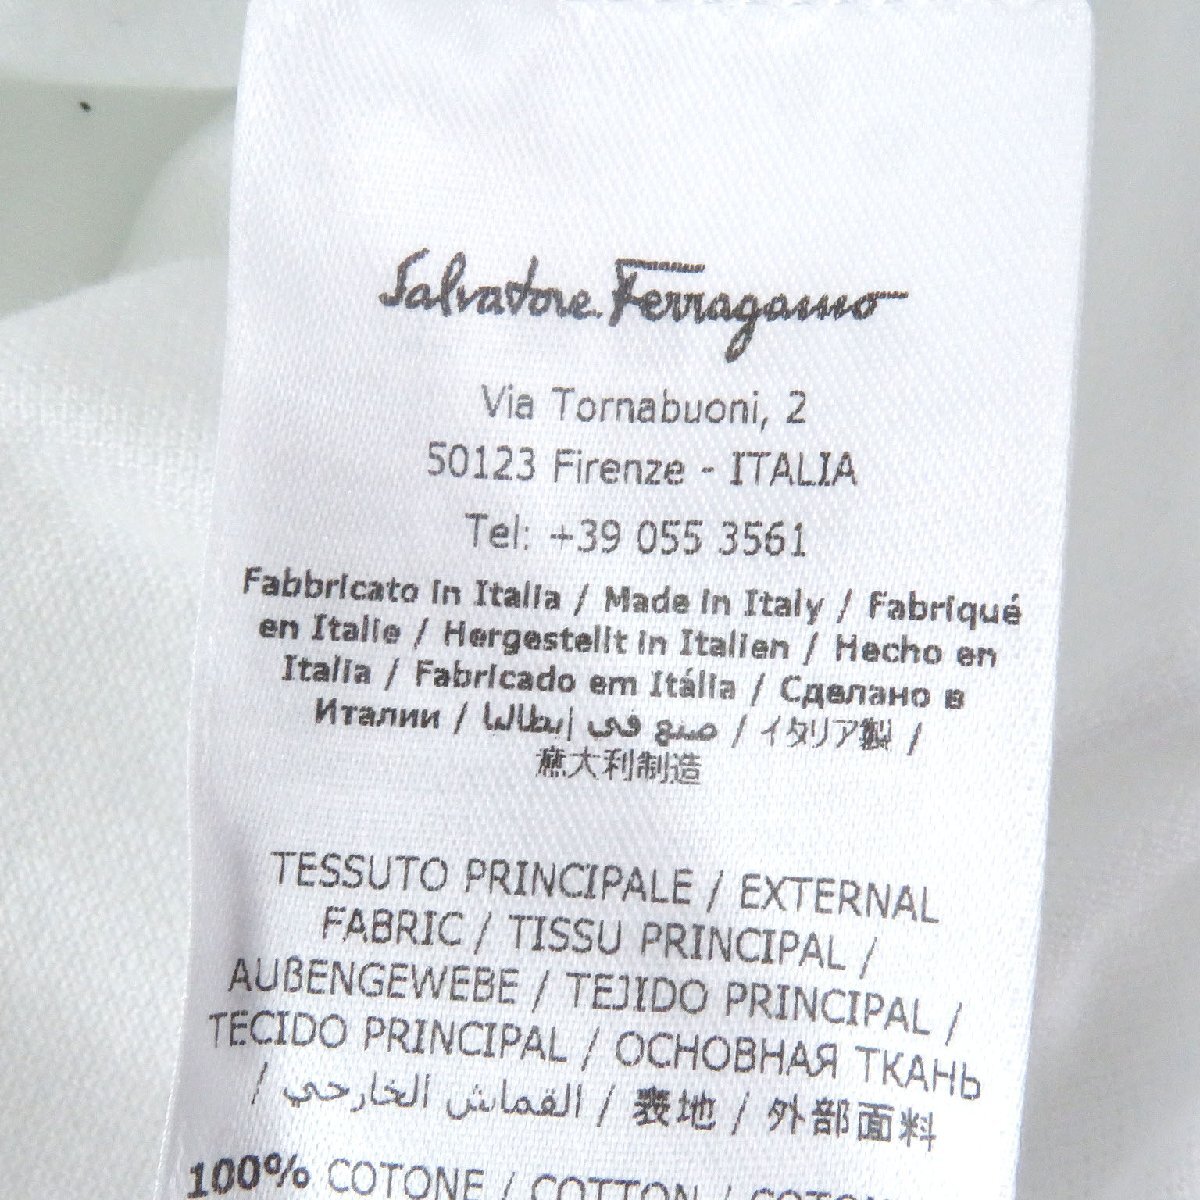 Salvatore Ferragamo
Via Tornabuoni, 2
50123 Firenze - ITALIA
Tel: +39 055 3561
Fabbricato in Italia / Made in Italy / Fabriqué
en Italie / Hergestellt in Italien / Hecho en
Italia / Fabricado em Itália / Сделано в
Италии / صنع في إيطاليا / イタリア製 /
意大利制造
TESSUTO PRINCIPALE / EXTERNAL
FABRIC / TISSU PRINCIPAL /
AUßENGEWEBE / TEJIDO PRINCIPAL /
TECIDO PRINCIPAL / ОСНОВНАЯ ТКАНЬ
/ القماش الخارجي / 表地 / 外部面料
100% COTONE / COTTON /